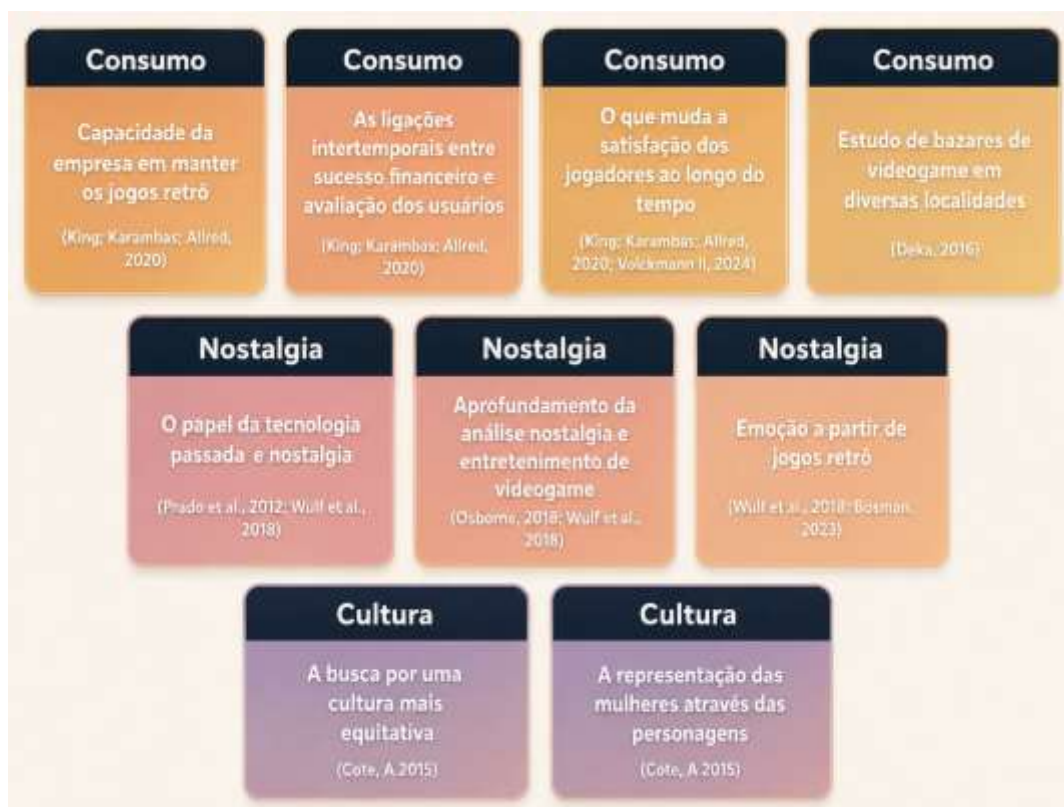 Consumo
Capacidade da
empresa em manter
os jogos retrô
(King; Karambas; Allred,
2020)
Consumo
As ligações
intertemporais entre
sucesso financeiro e
avaliação dos usuários
(King; Karambas; Allred,
2020)
Consumo
O que muda a
satisfação dos
jogadores ao longo do
tempo
(King; Karambas; Allred,
2020; Volckmann II, 2024)
Consumo
Estudo de bazares de
videogame em
diversas localidades
(Deka, 2016)
Nostalgia
O papel da tecnologia
passada e nostalgia
(Prado et al., 2012; Wulf et al.,
2018)
Nostalgia
Aprofundamento da
análise nostalgia e
entretenimento de
videogame
(Osborne, 2018; Wulf et al.,
2018)
Nostalgia
Emoção a partir de
jogos retrô
(Wulf et al., 2018; Bosman,
2023)
Cultura
A busca por uma
cultura mais
equitativa
(Cote, A 2015)
Cultura
A representação das
mulheres através das
personagens
(Cote, A 2015)